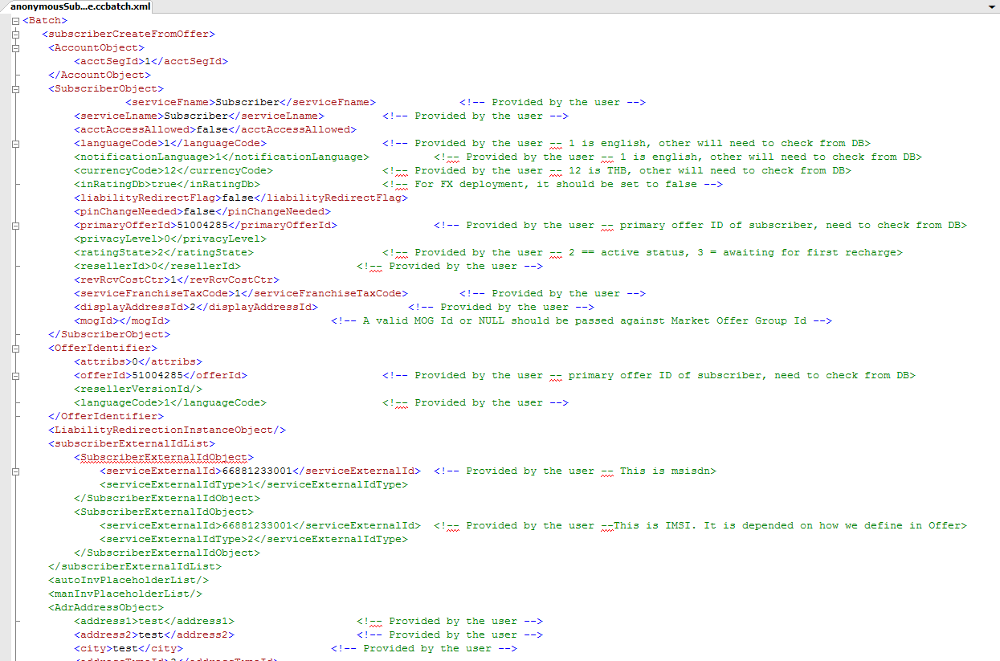 anonymousSub...e.ccbatch.xml
<Batch>
<subscriberCreateFromOffer>
<AccountObject>
<acctSegId>1</acctSegId>
</AccountObject>
<SubscriberObject>
<serviceFname>Subscriber</serviceFname> <!-- Provided by the user -->
<serviceLname>Subscriber</serviceLname> <!-- Provided by the user -->
<acctAccessAllowed>false</acctAccessAllowed>
<languageCode>1</languageCode> <!-- Provided by the user -- 1 is english, other will need to check from DB>
<notificationLanguage>1</notificationLanguage> <!-- Provided by the user -- 1 is english, other will need to check from DB>
<currencyCode>12</currencyCode> <!-- Provided by the user -- 12 is THB, other will need to check from DB>
<inRatingDb>true</inRatingDb> <!-- For FX deployment, it should be set to false -->
<liabilityRedirectFlag>false</liabilityRedirectFlag>
<pinChangeNeeded>false</pinChangeNeeded>
<primaryOfferId>51004285</primaryOfferId> <!-- Provided by the user -- primary offer ID of subscriber, need to check from DB>
<privacyLevel>0</privacyLevel>
<ratingState>2</ratingState> <!-- Provided by the user -- 2 == active status, 3 = awaiting for first recharge>
<resellerId>0</resellerId> <!-- Provided by the user -->
<revRcvCostCtr>1</revRcvCostCtr>
<serviceFranchiseTaxCode>1</serviceFranchiseTaxCode> <!-- Provided by the user -->
<displayAddressId>2</displayAddressId> <!-- Provided by the user -->
<mogId></mogId> <!-- A valid MOG Id or NULL should be passed against Market Offer Group Id -->
</SubscriberObject>
<OfferIdentifier>
<attribs>0</attribs>
<offerId>51004285</offerId> <!-- Provided by the user -- primary offer ID of subscriber, need to check from DB>
<resellerVersionId/>
<languageCode>1</languageCode> <!-- Provided by the user -->
</OfferIdentifier>
<LiabilityRedirectionInstanceObject/>
<subscriberExternalIdList>
<SubscriberExternalIdObject>
<serviceExternalId>66881233001</serviceExternalId> <!-- Provided by the user -- This is msisdn>
<serviceExternalIdType>1</serviceExternalIdType>
</SubscriberExternalIdObject>
<SubscriberExternalIdObject>
<serviceExternalId>66881233001</serviceExternalId> <!-- Provided by the user --This is IMSI. It is depended on how we define in Offer>
<serviceExternalIdType>2</serviceExternalIdType>
</SubscriberExternalIdObject>
</subscriberExternalIdList>
<autoInvPlaceholderList/>
<manInvPlaceholderList/>
<AdrAddressObject>
<address1>test</address1> <!-- Provided by the user -->
<address2>test</address2> <!-- Provided by the user -->
<city>test</city> <!-- Provided by the user -->